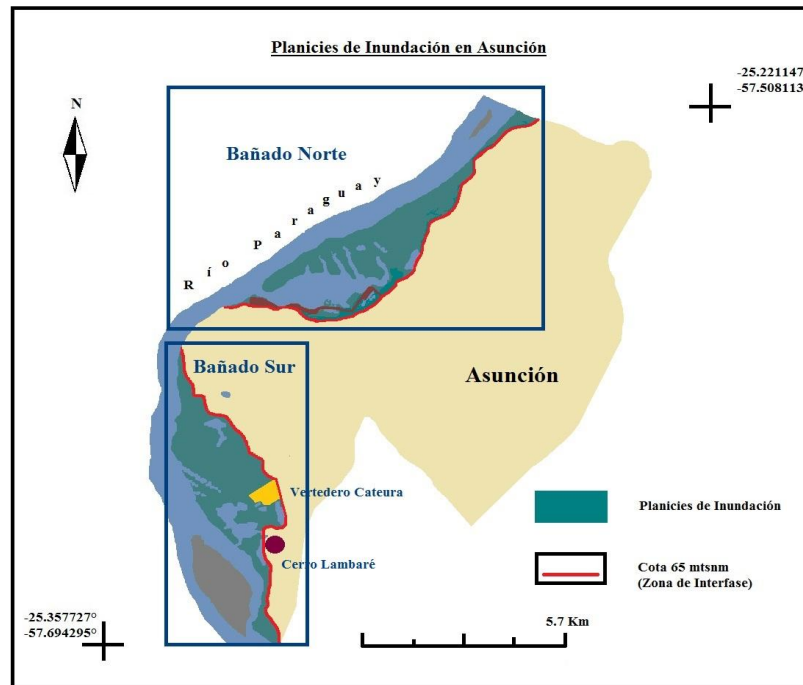 Planicies de Inundación en Asunción
-25.221147
-57.508113
N
Bañado Norte
Río Paraguay
Bañado Sur
Asunción
Vertedero Cateura
Cerro Lambaré
Planicies de Inundación
Cota 65 mtsnm
(Zona de Interfase)
-25.357727°
-57.694295°
5.7 Km